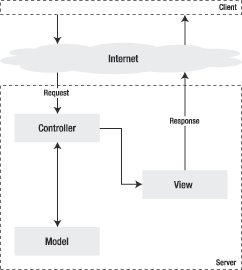 Client
Internet
Request
Controller
Response
View
Model
Server